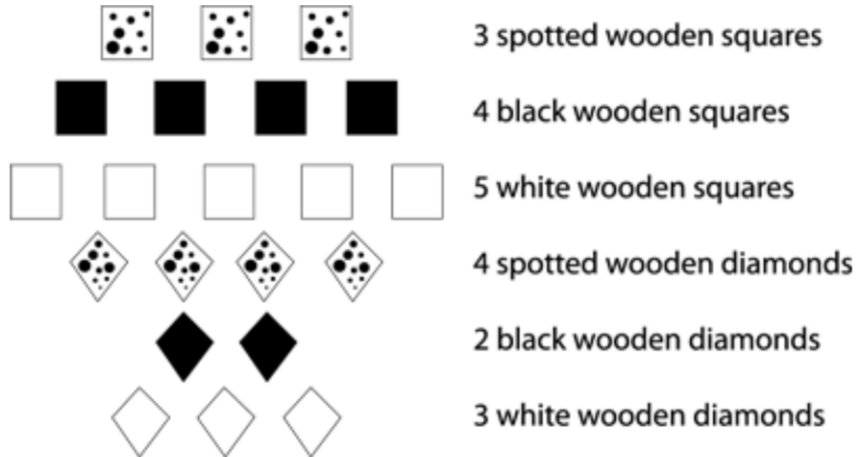 3 spotted wooden squares
4 black wooden squares
5 white wooden squares
4 spotted wooden diamonds
2 black wooden diamonds
3 white wooden diamonds